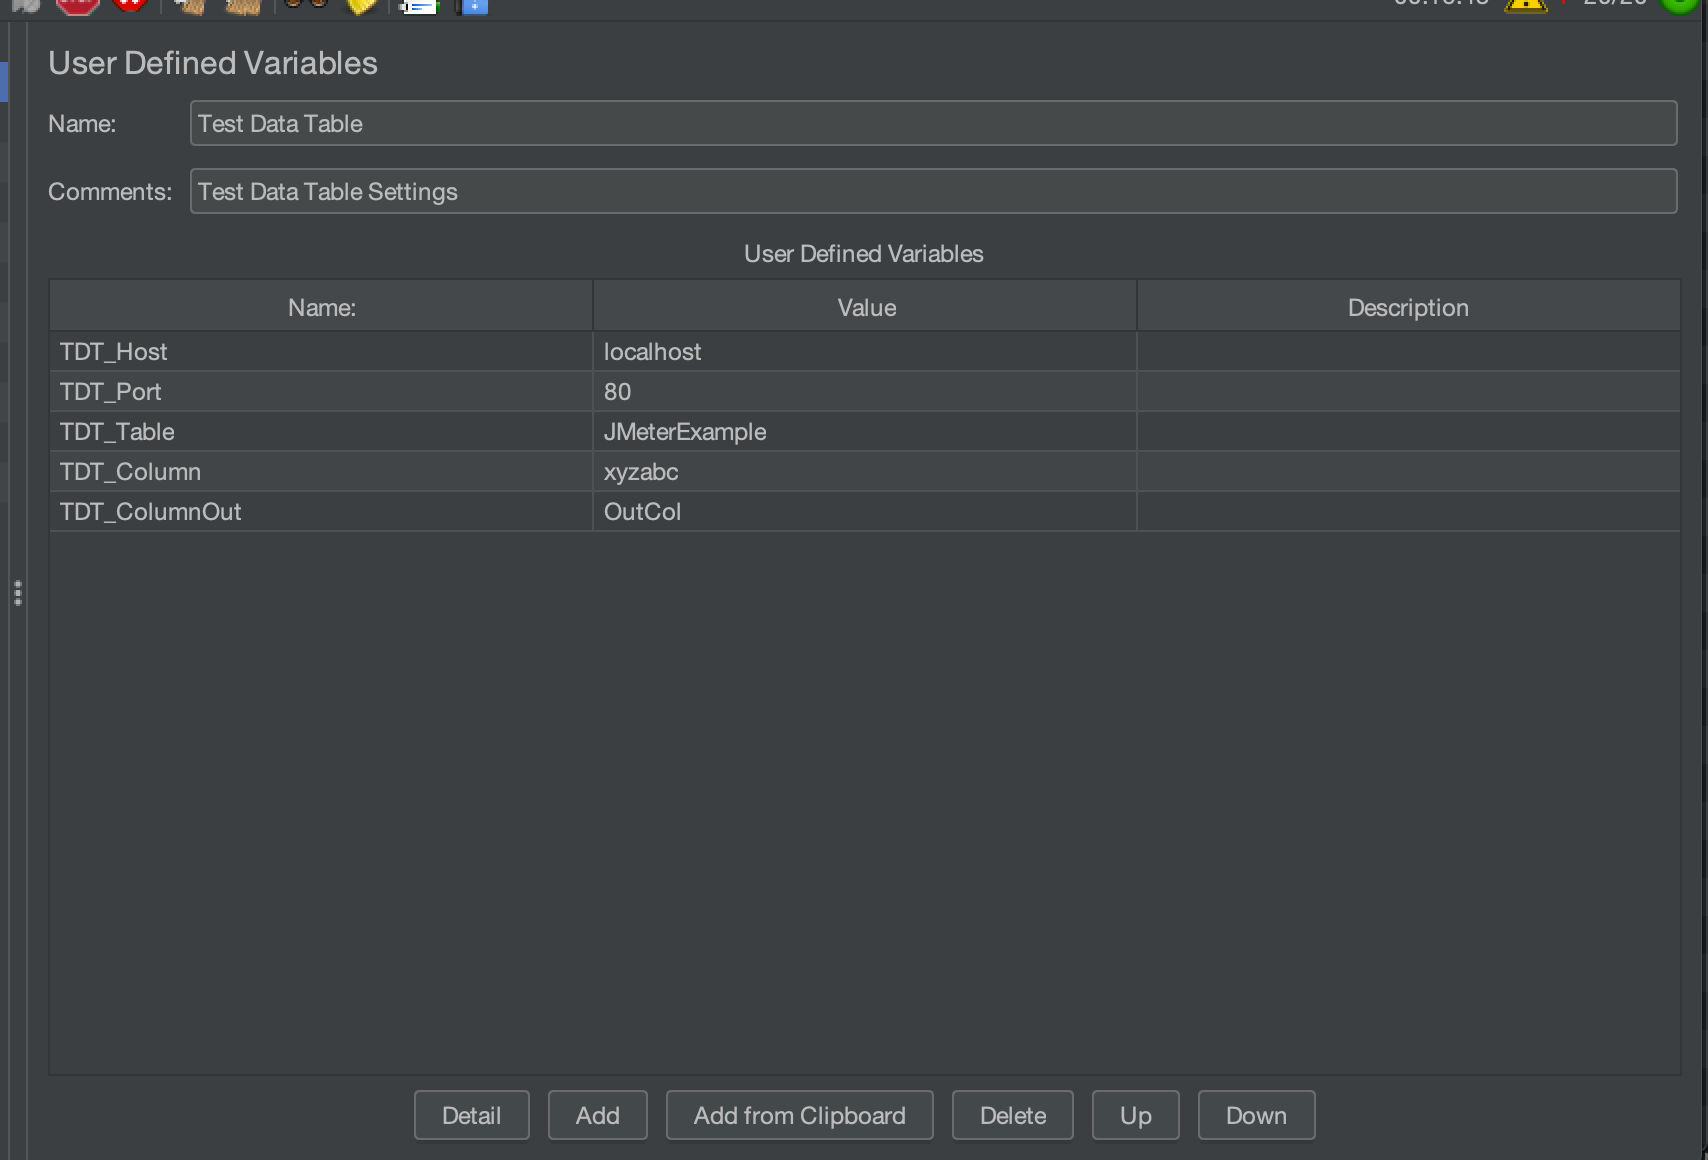 User Defined Variables
Name: Test Data Table
Comments: Test Data Table Settings
User Defined Variables
Name: Value Description
TDT_Host localhost
TDT_Port 80
TDT_Table JMeterExample
TDT_Column xyzabc
TDT_ColumnOut OutCol
Detail Add Add from Clipboard Delete Up Down